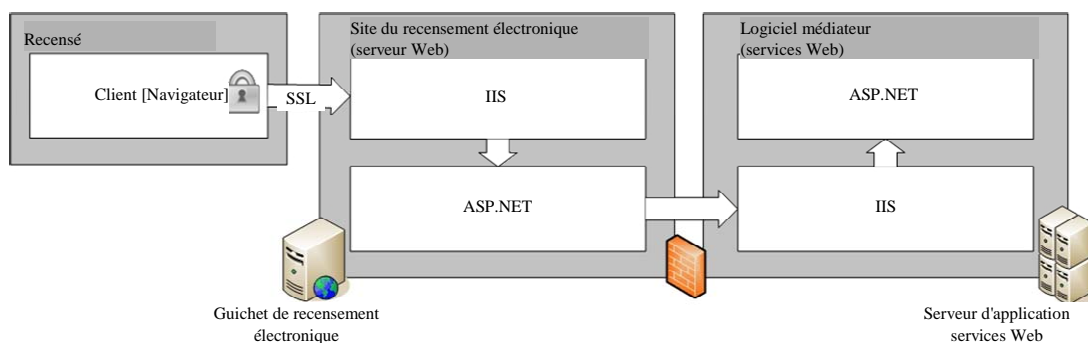 Recensé
Client [Navigateur]
SSL
Site du recensement électronique
(serveur Web)
IIS
ASP.NET
Logiciel médiateur
(services Web)
ASP.NET
IIS
Guichet de recensement
électronique
Serveur d'application
services Web